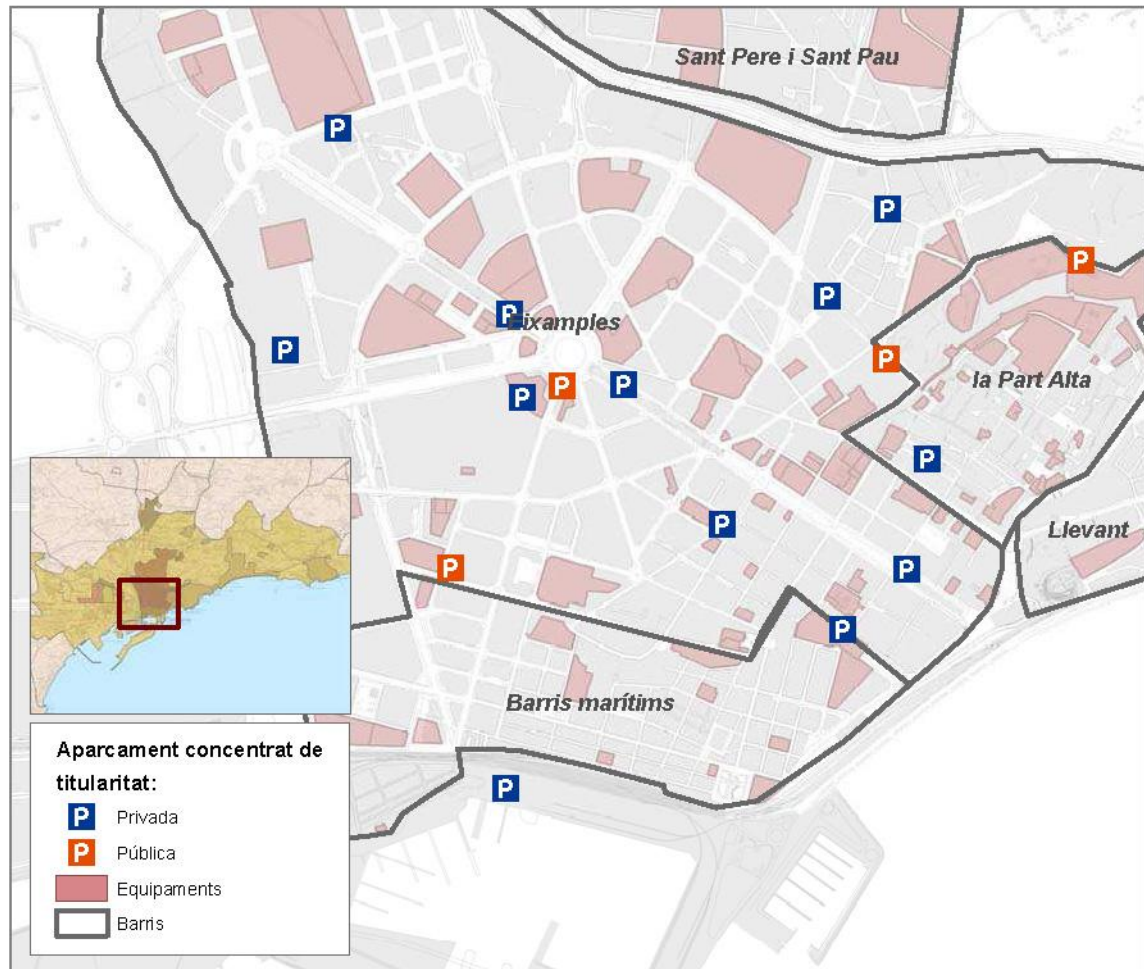 Sant Pere i Sant Pau
P
P
P
P
P
Eixamples
P
P
la Part Alta
P
P
P
P
P
Llevant
P
P
P
Barris marítims
P
Aparcament concentrat de
titularitat:
P Privada
P Pública
Equipaments
Barris